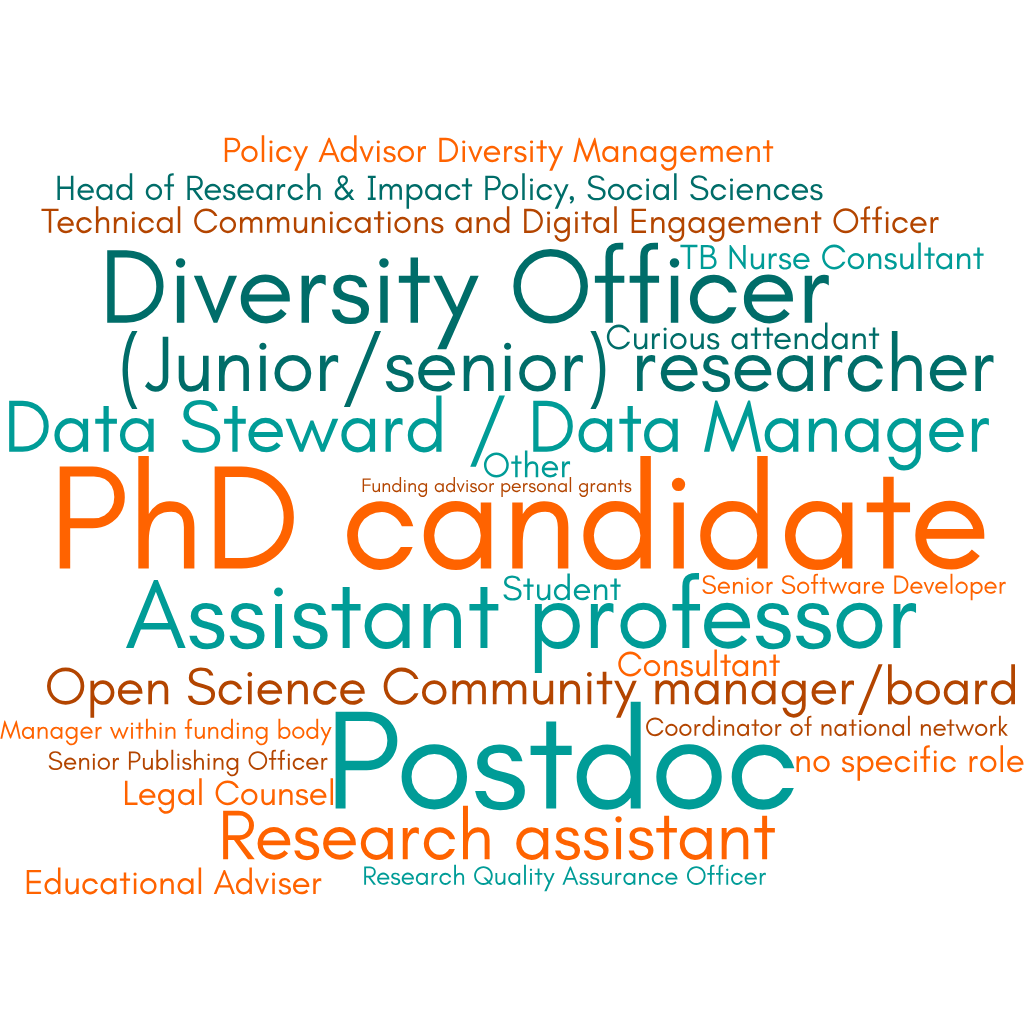 Policy Advisor Diversity Management
Head of Research & Impact Policy, Social Sciences
Technical Communications and Digital Engagement Officer
TB Nurse Consultant
Diversity Officer
Curious attendant
(Junior/senior) researcher
Data Steward / Data Manager
Other
Funding advisor personal grants
PhD candidate
Student
Senior Software Developer
Assistant professor
Consultant
Open Science Community manager/board
Manager within funding body
Coordinator of national network
Senior Publishing Officer
Postdoc
no specific role
Legal Counsel
Research assistant
Educational Adviser
Research Quality Assurance Officer